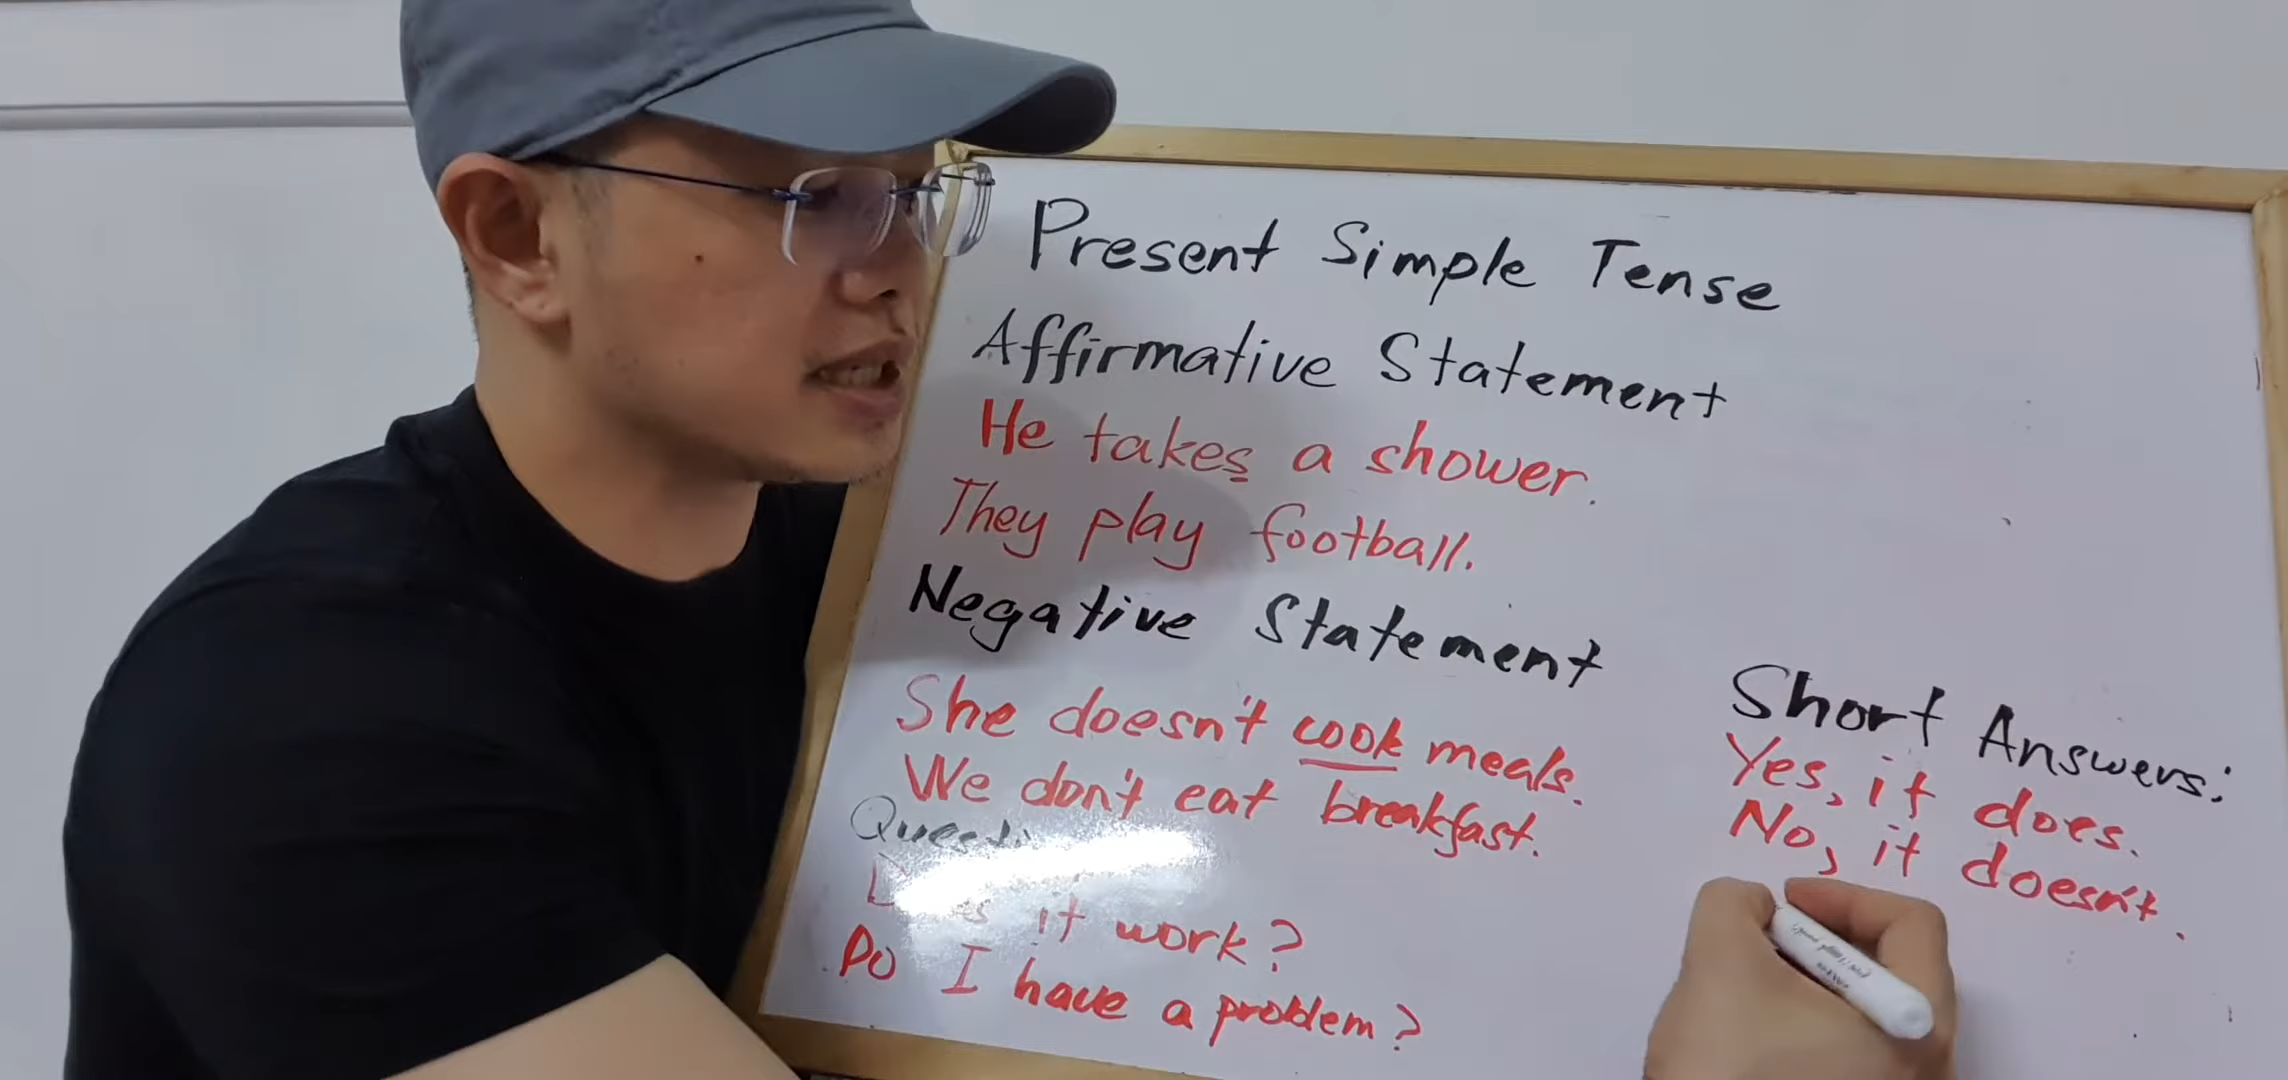 Present Simple Tense
Affirmative Statement
He takes a shower.
They play football.
Negative Statement
She doesn't cook meals.
We don't eat breakfast.
it work?
Do I have a problem?
Short Answers:
Yes, it does.
No, it doesn't.